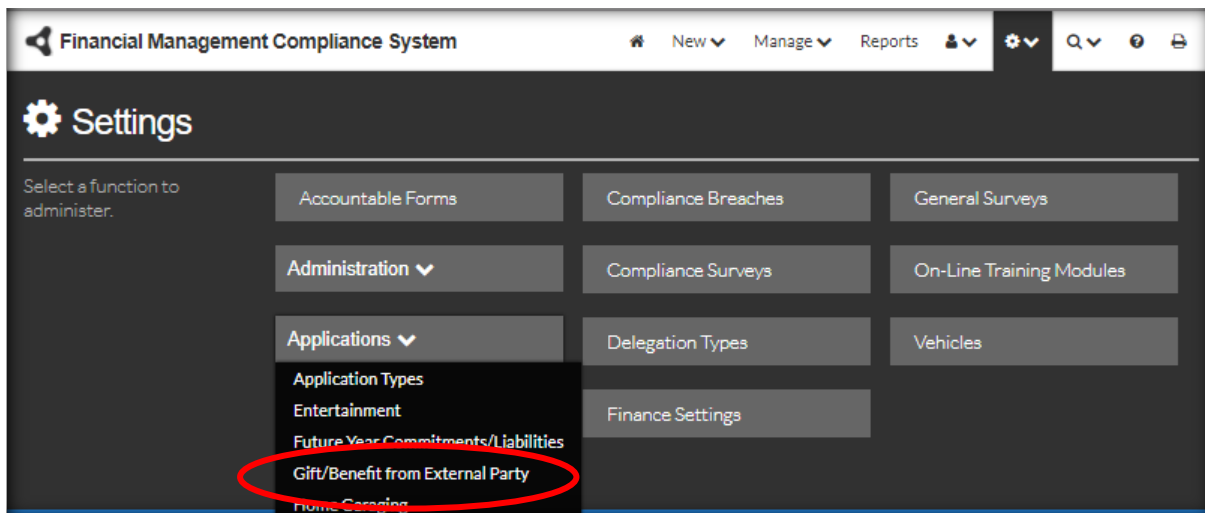 Financial Management Compliance System New Manage Reports
Settings
Select a function to
administer.
Accountable Forms Compliance Breaches General Surveys
Administration Compliance Surveys On-Line Training Modules
Applications Delegation Types Vehicles
Application Types
Entertainment
Finance Settings
Future Year Commitments/Liabilities
Gift/Benefit from External Party
Home Garaging